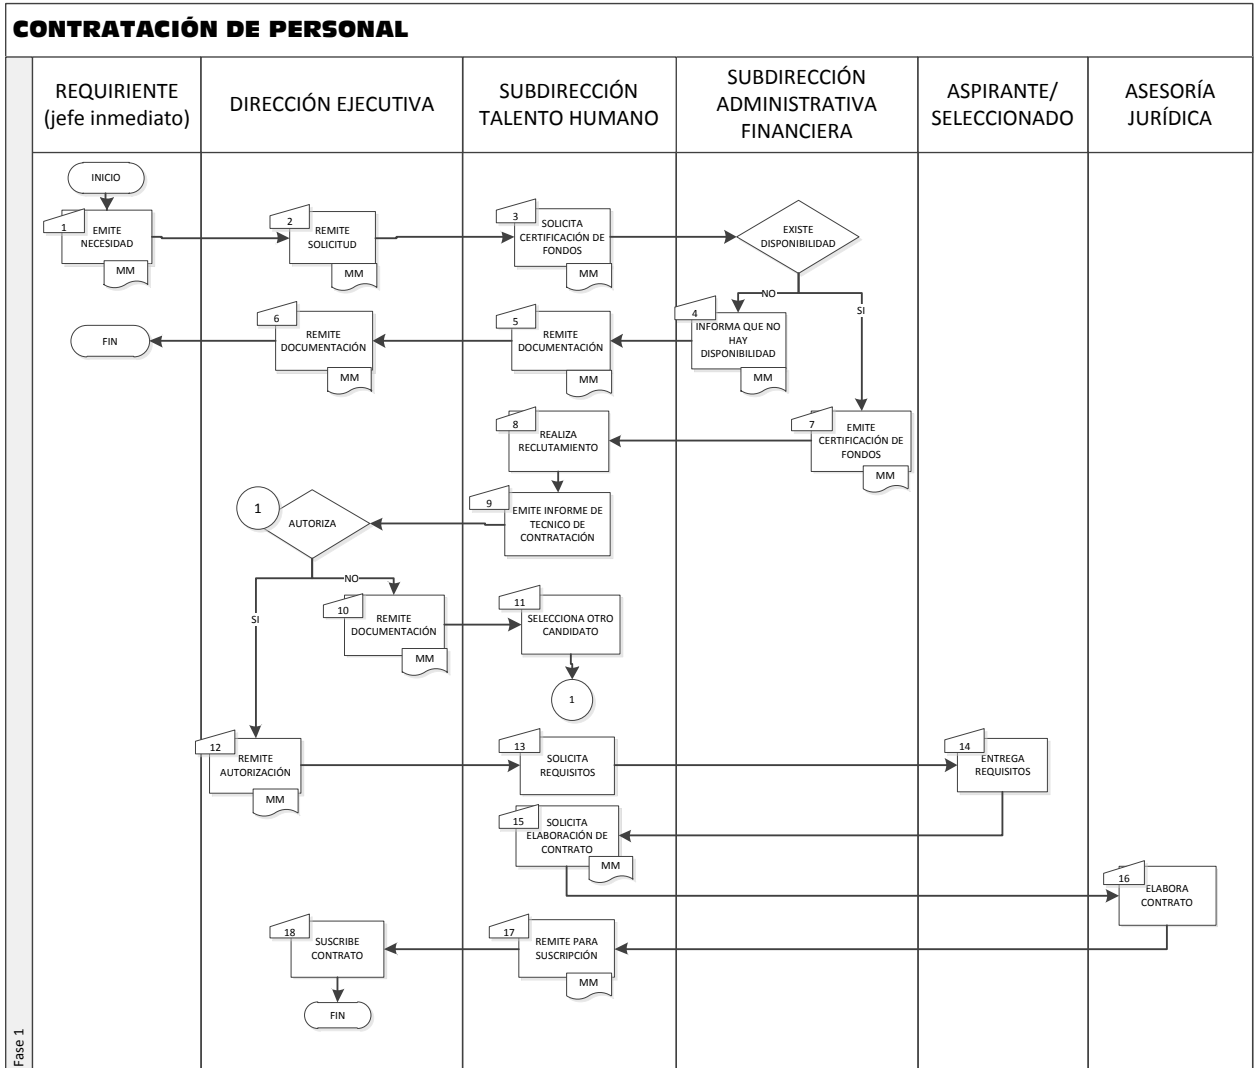 CONTRATACIÓN DE PERSONAL
REQUIRIENTE
(jefe inmediato)
DIRECCIÓN EJECUTIVA
SUBDIRECCIÓN
TALENTO HUMANO
SUBDIRECCIÓN
ADMINISTRATIVA
FINANCIERA
ASPIRANTE/
SELECCIONADO
ASESORÍA
JURÍDICA
INICIO
1
EMITE
NECESIDAD
MM
2
REMITE
SOLICITUD
MM
3
SOLICITA
CERTIFICACIÓN DE
FONDOS
MM
EXISTE
DISPONIBILIDAD
NO
SI
4
INFORMA QUE NO
HAY
DISPONIBILIDAD
MM
5
REMITE
DOCUMENTACIÓN
MM
6
REMITE
DOCUMENTACIÓN
MM
FIN
7
EMITE
CERTIFICACIÓN DE
FONDOS
MM
8
REALIZA
RECLUTAMIENTO
9
EMITE INFORME DE
TECNICO DE
CONTRATACIÓN
1
AUTORIZA
NO
SI
10
REMITE
DOCUMENTACIÓN
MM
11
SELECCIONA OTRO
CANDIDATO
1
12
REMITE
AUTORIZACIÓN
MM
13
SOLICITA
REQUISITOS
14
ENTREGA
REQUISITOS
15
SOLICITA
ELABORACIÓN DE
CONTRATO
MM
16
ELABORA
CONTRATO
17
REMITE PARA
SUSCRIPCIÓN
MM
18
SUSCRIBE
CONTRATO
FIN
Fase 1